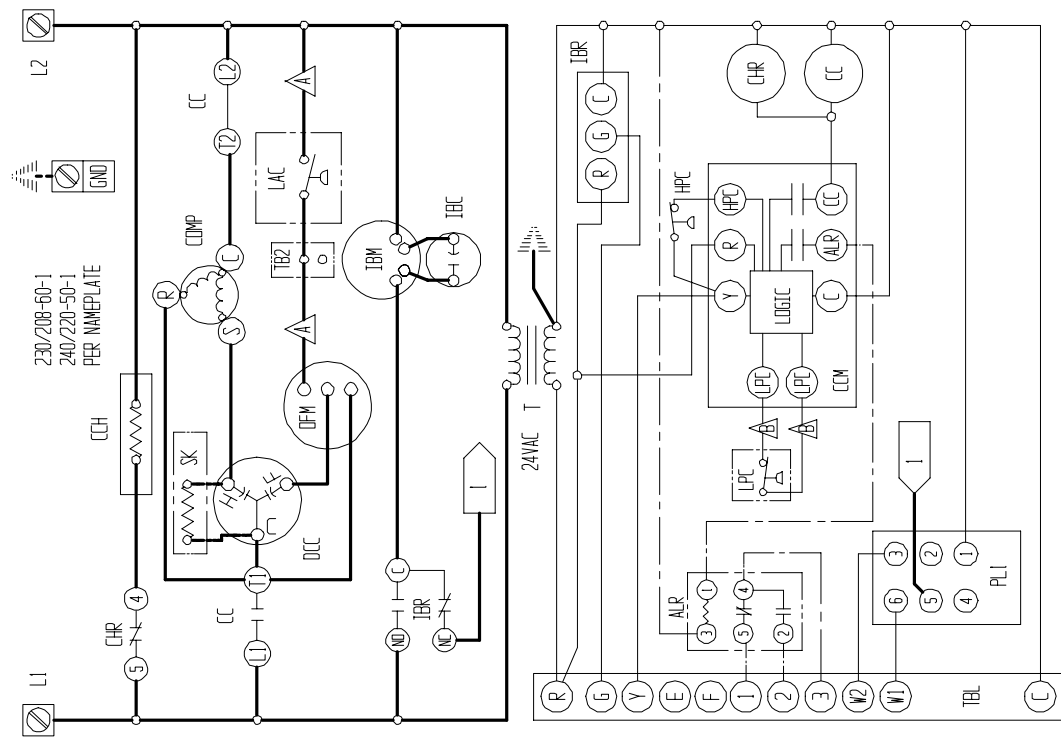 L1
L2
230/208-60-1
240/220-50-1
PER NAMEPLATE
GND
CHR
5
4
CCH
SK
COMP
CC
L1
T1
CC
T2
L2
H
C
F
S
R
C
DCC
OFM
A
TB2
LAC
A
NO
C
IBR
NC
1
IBM
IBC
24VAC
T
R
G
Y
E
F
1
2
3
W2
W1
TBL
C
IBR
R
G
C
ALR
3
1
5
4
2
HPC
LPC
B
B
LPC
LPC
LOGIC
Y
R
HPC
C
ALR
CC
CCM
CHR
CC
6
3
5
2
4
1
PL1
1